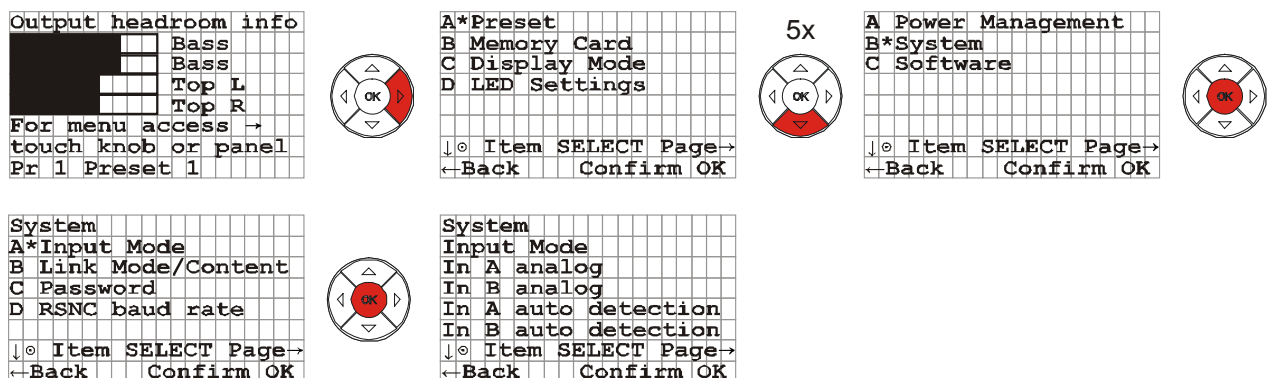 Output headroom info
Bass
Bass
Top L
Top R
For menu access →
touch knob or panel
Pr 1 Preset 1
OK
A*Preset
B Memory Card
C Display Mode
D LED Settings
↓⊙ Item SELECT Page→
←Back Confirm OK
5x
OK
A Power Management
B*System
C Software
↓⊙ Item SELECT Page→
←Back Confirm OK
OK
System
A*Input Mode
B Link Mode/Content
C Password
D RSNC baud rate
↓⊙ Item SELECT Page→
←Back Confirm OK
OK
System
Input Mode
In A analog
In B analog
In A auto detection
In B auto detection
↓⊙ Item SELECT Page→
←Back Confirm OK